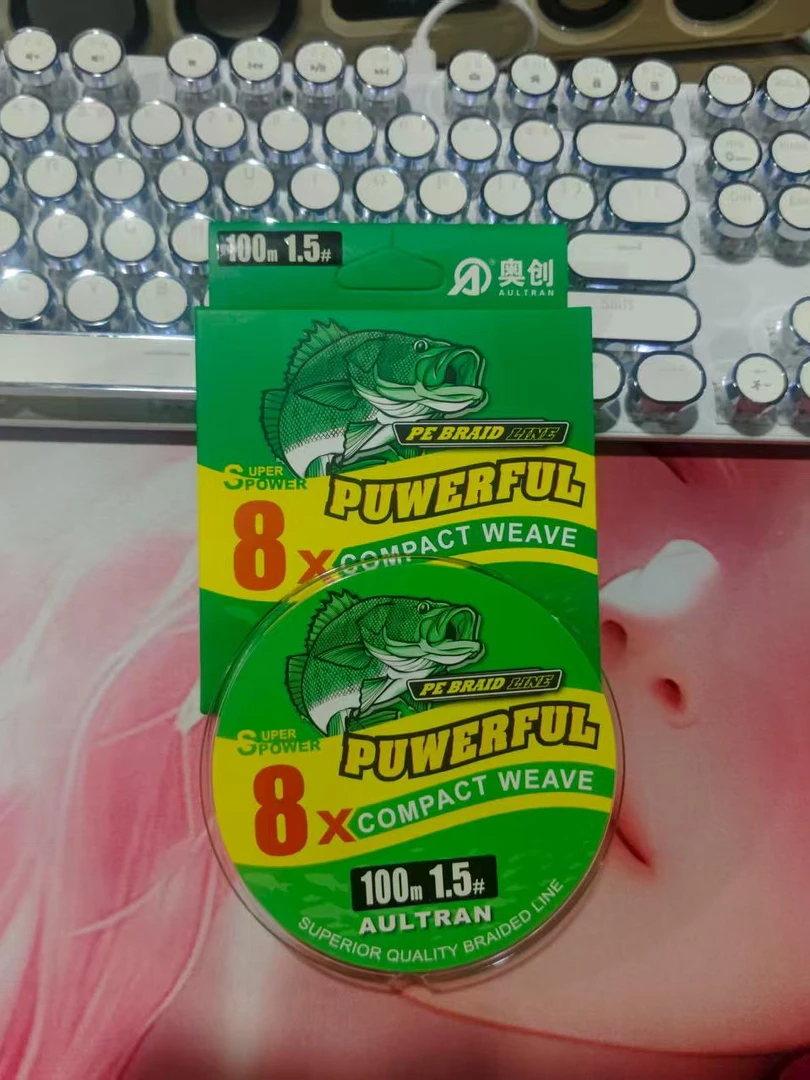 100m 1.5#
奥创
AULTRAN
PE BRAID LINE
SUPER POWER
PUWERFUL
8X COMPACT WEAVE
PE BRAID LINE
SUPER POWER
PUWERFUL
8X COMPACT WEAVE
100m 1.5#
AULTRAN
SUPERIOR QUALITY BRAIDED LINE